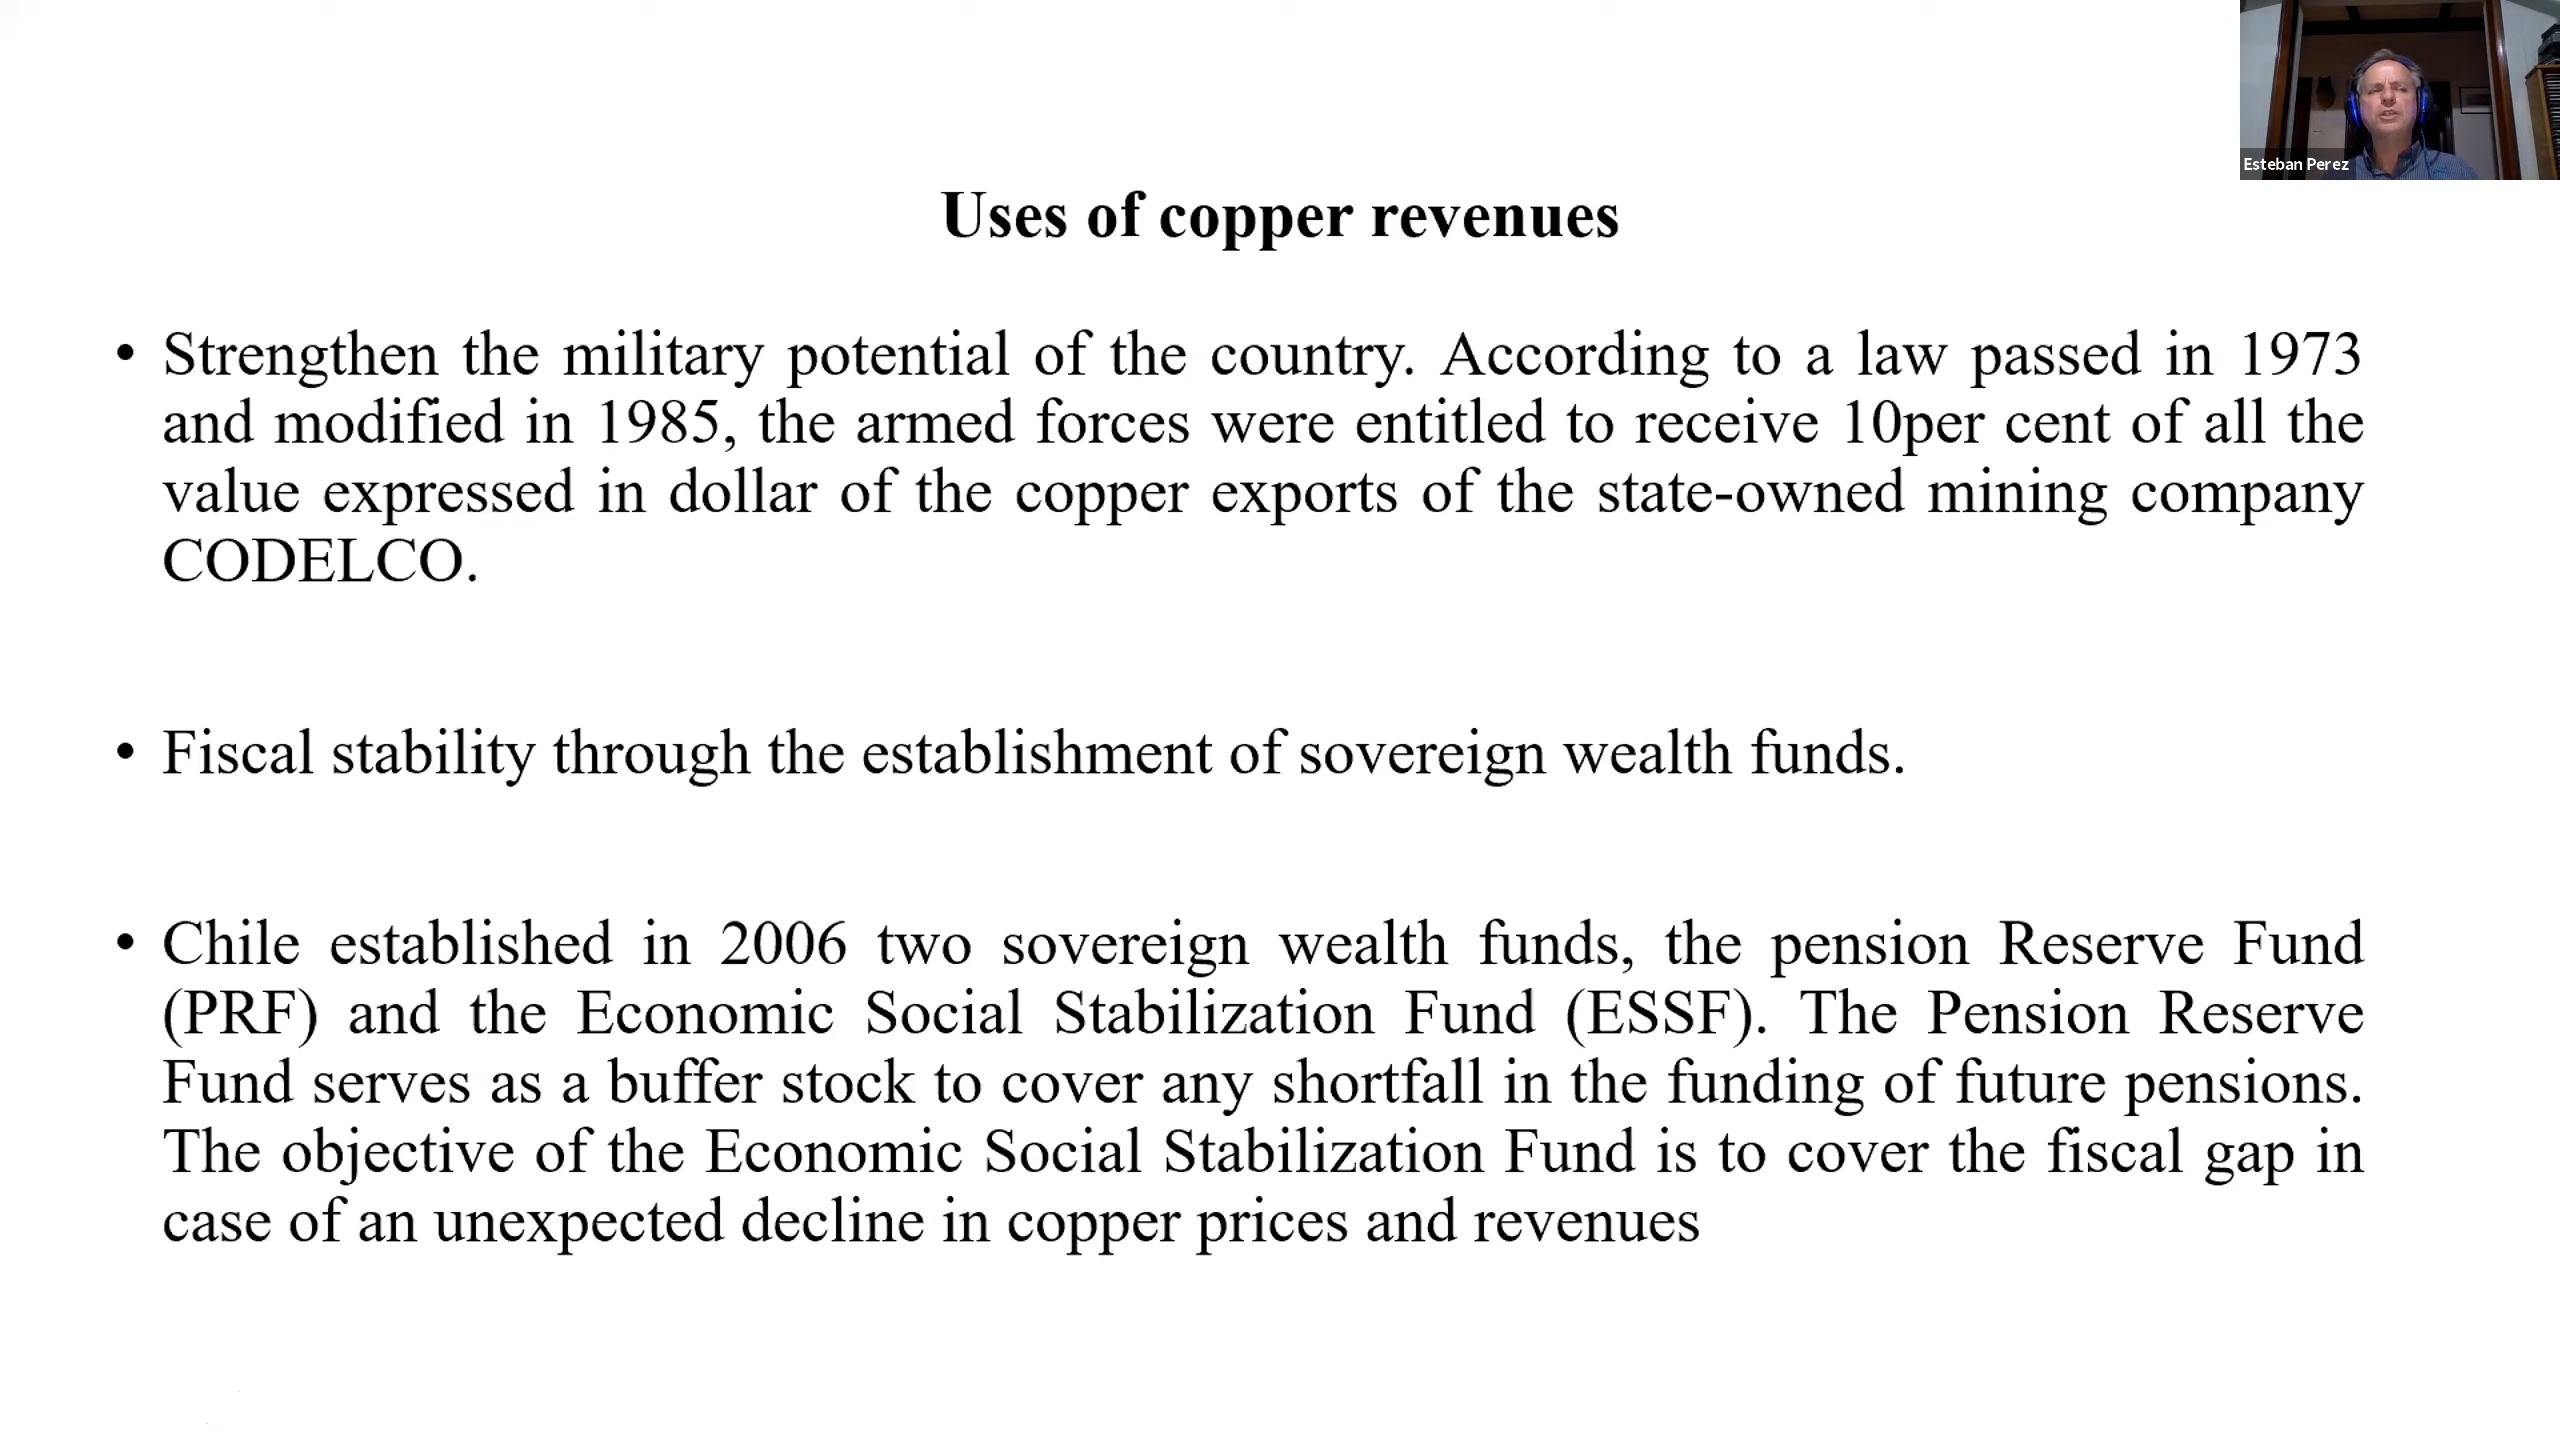 Esteban Perez
Uses of copper revenues
• Strengthen the military potential of the country. According to a law passed in 1973
and modified in 1985, the armed forces were entitled to receive 10per cent of all the
value expressed in dollar of the copper exports of the state-owned mining company
CODELCO.
• Fiscal stability through the establishment of sovereign wealth funds.
• Chile established in 2006 two sovereign wealth funds, the pension Reserve Fund
(PRF) and the Economic Social Stabilization Fund (ESSF). The Pension Reserve
Fund serves as a buffer stock to cover any shortfall in the funding of future pensions.
The objective of the Economic Social Stabilization Fund is to cover the fiscal gap in
case of an unexpected decline in copper prices and revenues